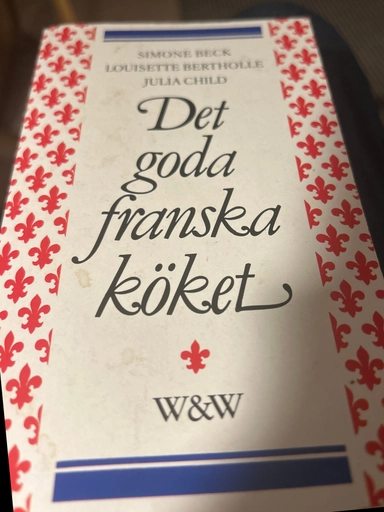 SIMONE BECK
LOUISETTE BERTHOLLE
JULIA CHILD
Det
goda
franska
köket
W&W